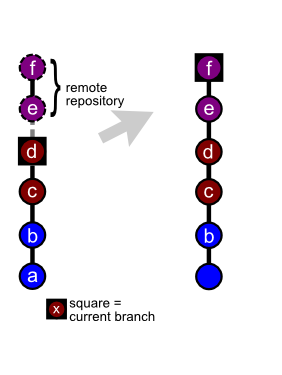 f
f
remote
repository
e
e
d
d
c
c
b
b
a
x
square =
current branch